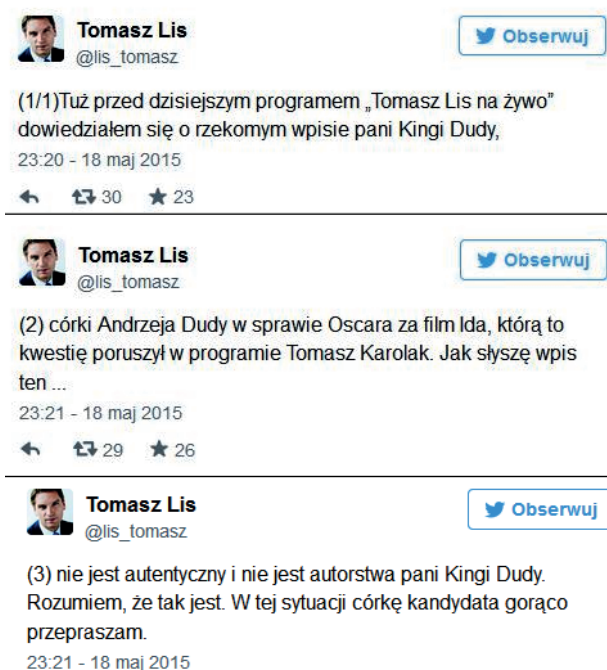 Tomasz Lis
@lis_tomasz
Obserwuj
(1/1)Tuż przed dzisiejszym programem „Tomasz Lis na żywo”
dowiedziałem się o rzekomym wpisie pani Kingi Dudy,
23:20 - 18 maj 2015
30 23
Tomasz Lis
@lis_tomasz
Obserwuj
(2) córki Andrzeja Dudy w sprawie Oscara za film Ida, którą to
kwestię poruszył w programie Tomasz Karolak. Jak słyszę wpis
ten ...
23:21 - 18 maj 2015
29 26
Tomasz Lis
@lis_tomasz
Obserwuj
(3) nie jest autentyczny i nie jest autorstwa pani Kingi Dudy.
Rozumiem, że tak jest. W tej sytuacji córkę kandydata gorąco
przepraszam.
23:21 - 18 maj 2015